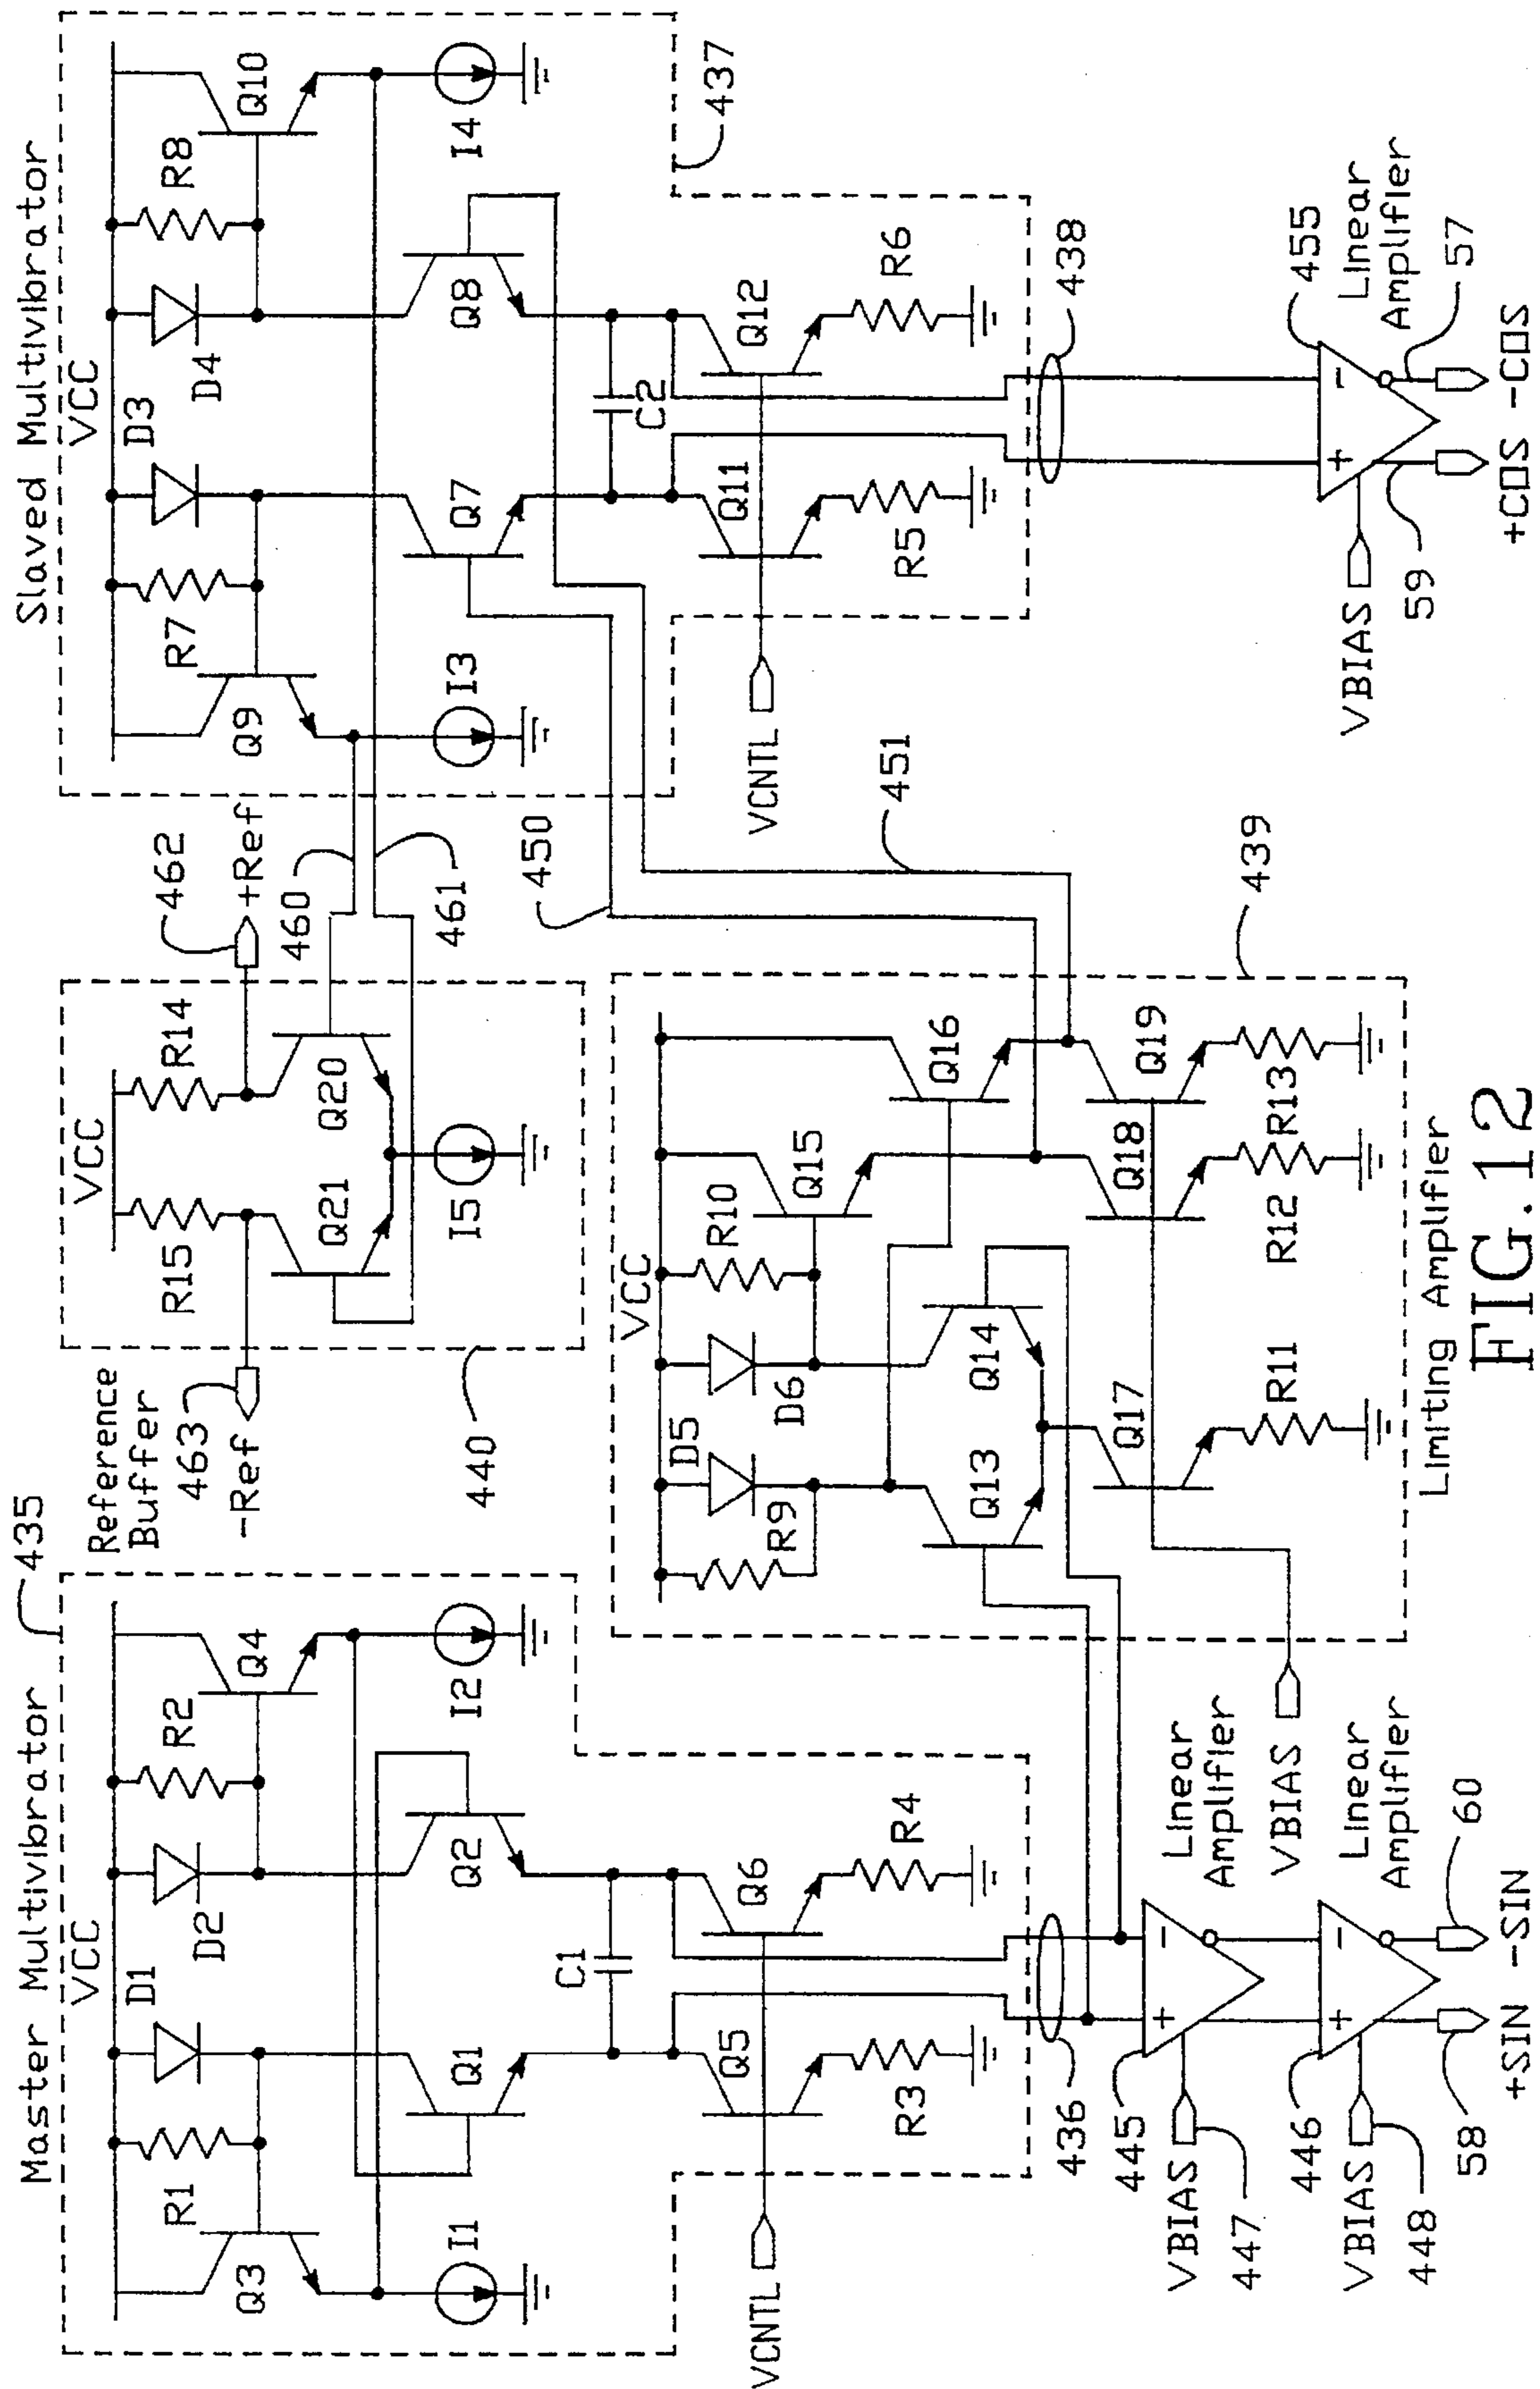 Master Multivibrator
435
VCC
D1
D2
R1
R2
Q3
Q4
I1
I2
Q1
Q2
C1
Q5
Q6
R3
R4
VCNTL
436
445
Linear
Amplifier
VBIAS
447
446
Linear
Amplifier
VBIAS
448
58
60
+SIN
-SIN
Reference
Buffer
463
-Ref
440
VCC
R15
R14
Q21
Q20
I5
462
+Ref
460
461
450
451
VCC
D5
D6
R9
R10
Q13
Q14
Q15
Q16
Q17
Q18
Q19
R11
R12
R13
VBIAS
439
Limiting Amplifier
Slaved Multivibrator
VCC
D3
D4
R7
R8
Q9
Q10
I3
I4
437
Q7
Q8
C2
Q11
Q12
R5
R6
VCNTL
438
455
Linear
Amplifier
VBIAS
59
57
+COS
-COS
FIG. 12